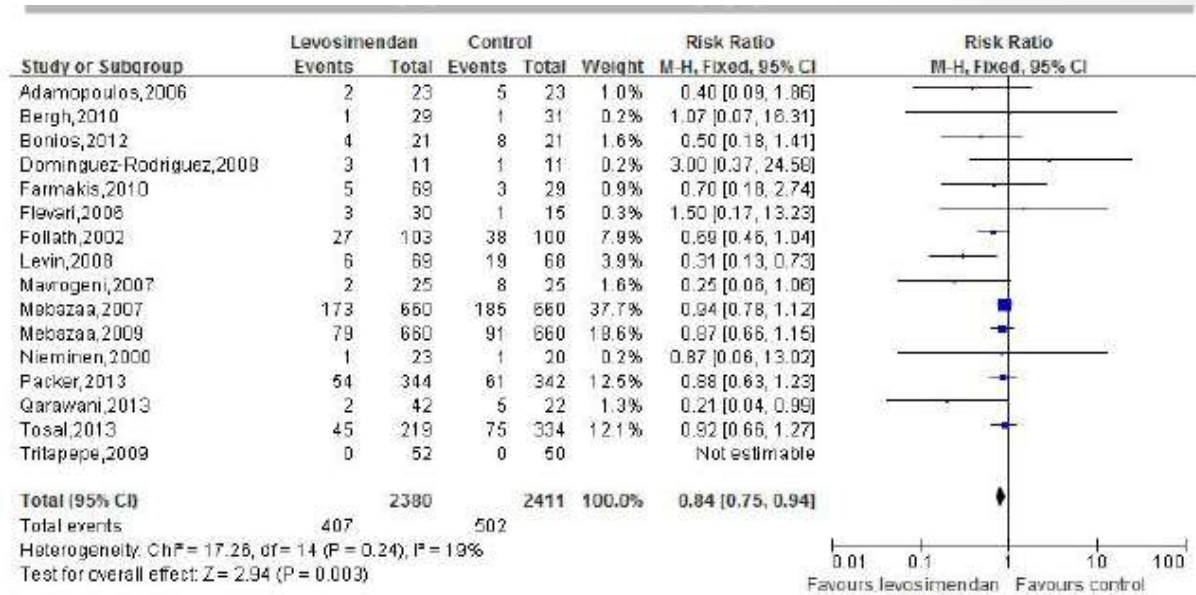 Levosimendan Control Risk Ratio Risk Ratio
Study or Subgroup Events Total Events Total Weight M-H, Fixed, 95% CI M-H, Fixed, 95% CI
Adamopoulos,2006 2 23 5 23 1.0% 0.40 [0.09, 1.86]
Bergh,2010 1 29 1 31 0.2% 1.07 [0.07, 16.31]
Bonios,2012 4 21 8 21 1.6% 0.50 [0.18, 1.41]
Dominguez-Rodriguez,2008 3 11 1 11 0.2% 3.00 [0.37, 24.58]
Farmakis,2010 5 69 3 29 0.9% 0.70 [0.18, 2.74]
Flevari,2006 3 30 1 15 0.3% 1.50 [0.17, 13.23]
Follath,2002 27 103 38 100 7.9% 0.69 [0.46, 1.04]
Levin,2008 6 69 19 68 3.9% 0.31 [0.13, 0.73]
Mavrogeni,2007 2 25 8 25 1.6% 0.25 [0.06, 1.06]
Mebazaa,2007 173 660 185 660 37.7% 0.94 [0.78, 1.12]
Mebazaa,2009 79 660 91 660 18.6% 0.87 [0.66, 1.15]
Nieminen,2000 1 23 1 20 0.2% 0.87 [0.06, 13.02]
Packer,2013 54 344 61 342 12.5% 0.88 [0.63, 1.23]
Qarawani,2013 2 42 5 22 1.3% 0.21 [0.04, 0.99]
Tosal,2013 45 219 75 334 12.1% 0.92 [0.66, 1.27]
Tritapepe,2009 0 52 0 50 Not estimable
Total (95% CI) 2380 2411 100.0% 0.84 [0.75, 0.94]
Total events 407 502
Heterogeneity: Chi² = 17.26, df = 14 (P = 0.24); I² = 19%
Test for overall effect: Z = 2.94 (P = 0.003)
0.01 0.1 1 10 100
Favours levosimendan Favours control